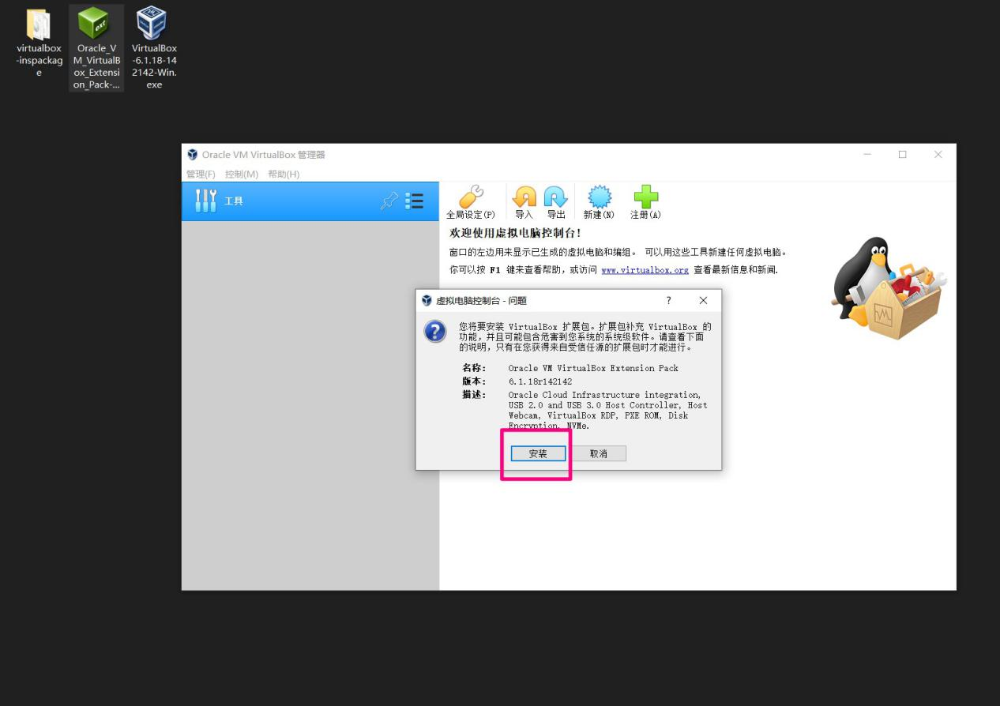 virtualbox
-inspackag
e
Oracle_V
M_VirtualB
ox_Extensi
on_Pack-...
ext
VirtualBox
-6.1.18-14
2142-Win.
exe
Oracle VM VirtualBox 管理器
管理(F) 控制(M) 帮助(H)
工具
全局设定(P) 导入 导出 新建(N) 注册(A)
欢迎使用虚拟电脑控制台!
窗口的左边用来显示已生成的虚拟电脑和编组。 可以用这些工具新建任何虚拟电脑。
你可以按 F1 键来查看帮助，或访问 www.virtualbox.org 查看最新信息和新闻.
虚拟电脑控制台 - 问题
您将要安装 VirtualBox 扩展包。扩展包补充 VirtualBox 的
功能，并且可能包含危害到您系统的系统级软件。请查看下面
的说明，只有在您获得来自受信任源的扩展包时才能进行。
名称: Oracle VM VirtualBox Extension Pack
版本: 6.1.18r142142
描述: Oracle Cloud Infrastructure integration,
USB 2.0 and USB 3.0 Host Controller, Host
Webcam, VirtualBox RDP, PXE ROM, Disk
Encryption, NVMe.
安装 取消